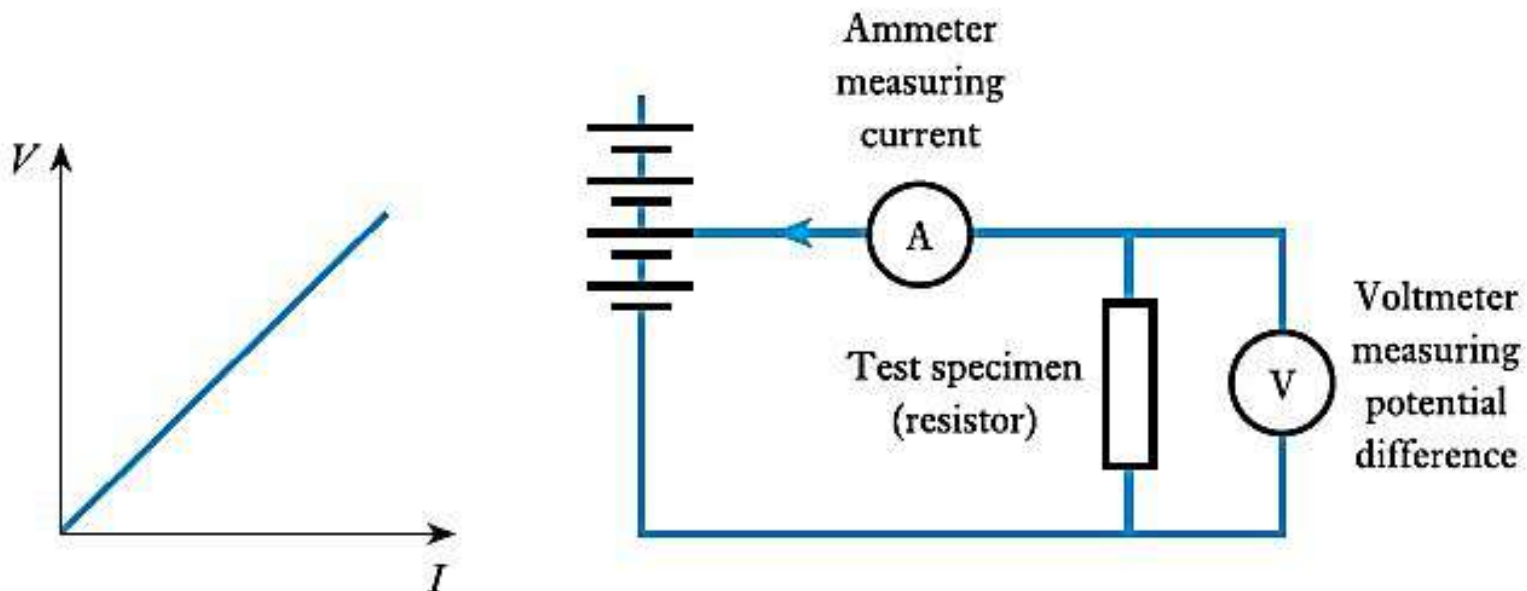 V
I
Ammeter
measuring
current
A
Test specimen
(resistor)
V
Voltmeter
measuring
potential
difference